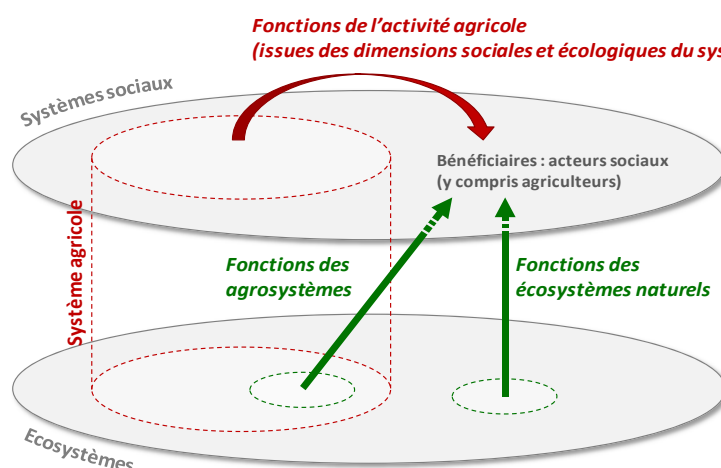 Fonctions de l’activité agricole
(issues des dimensions sociales et écologiques du sys
Systèmes sociaux
Bénéficiaires : acteurs sociaux
(y compris agriculteurs)
Système agricole
Fonctions des
agrosystèmes
Fonctions des
écosystèmes naturels
Ecosystèmes